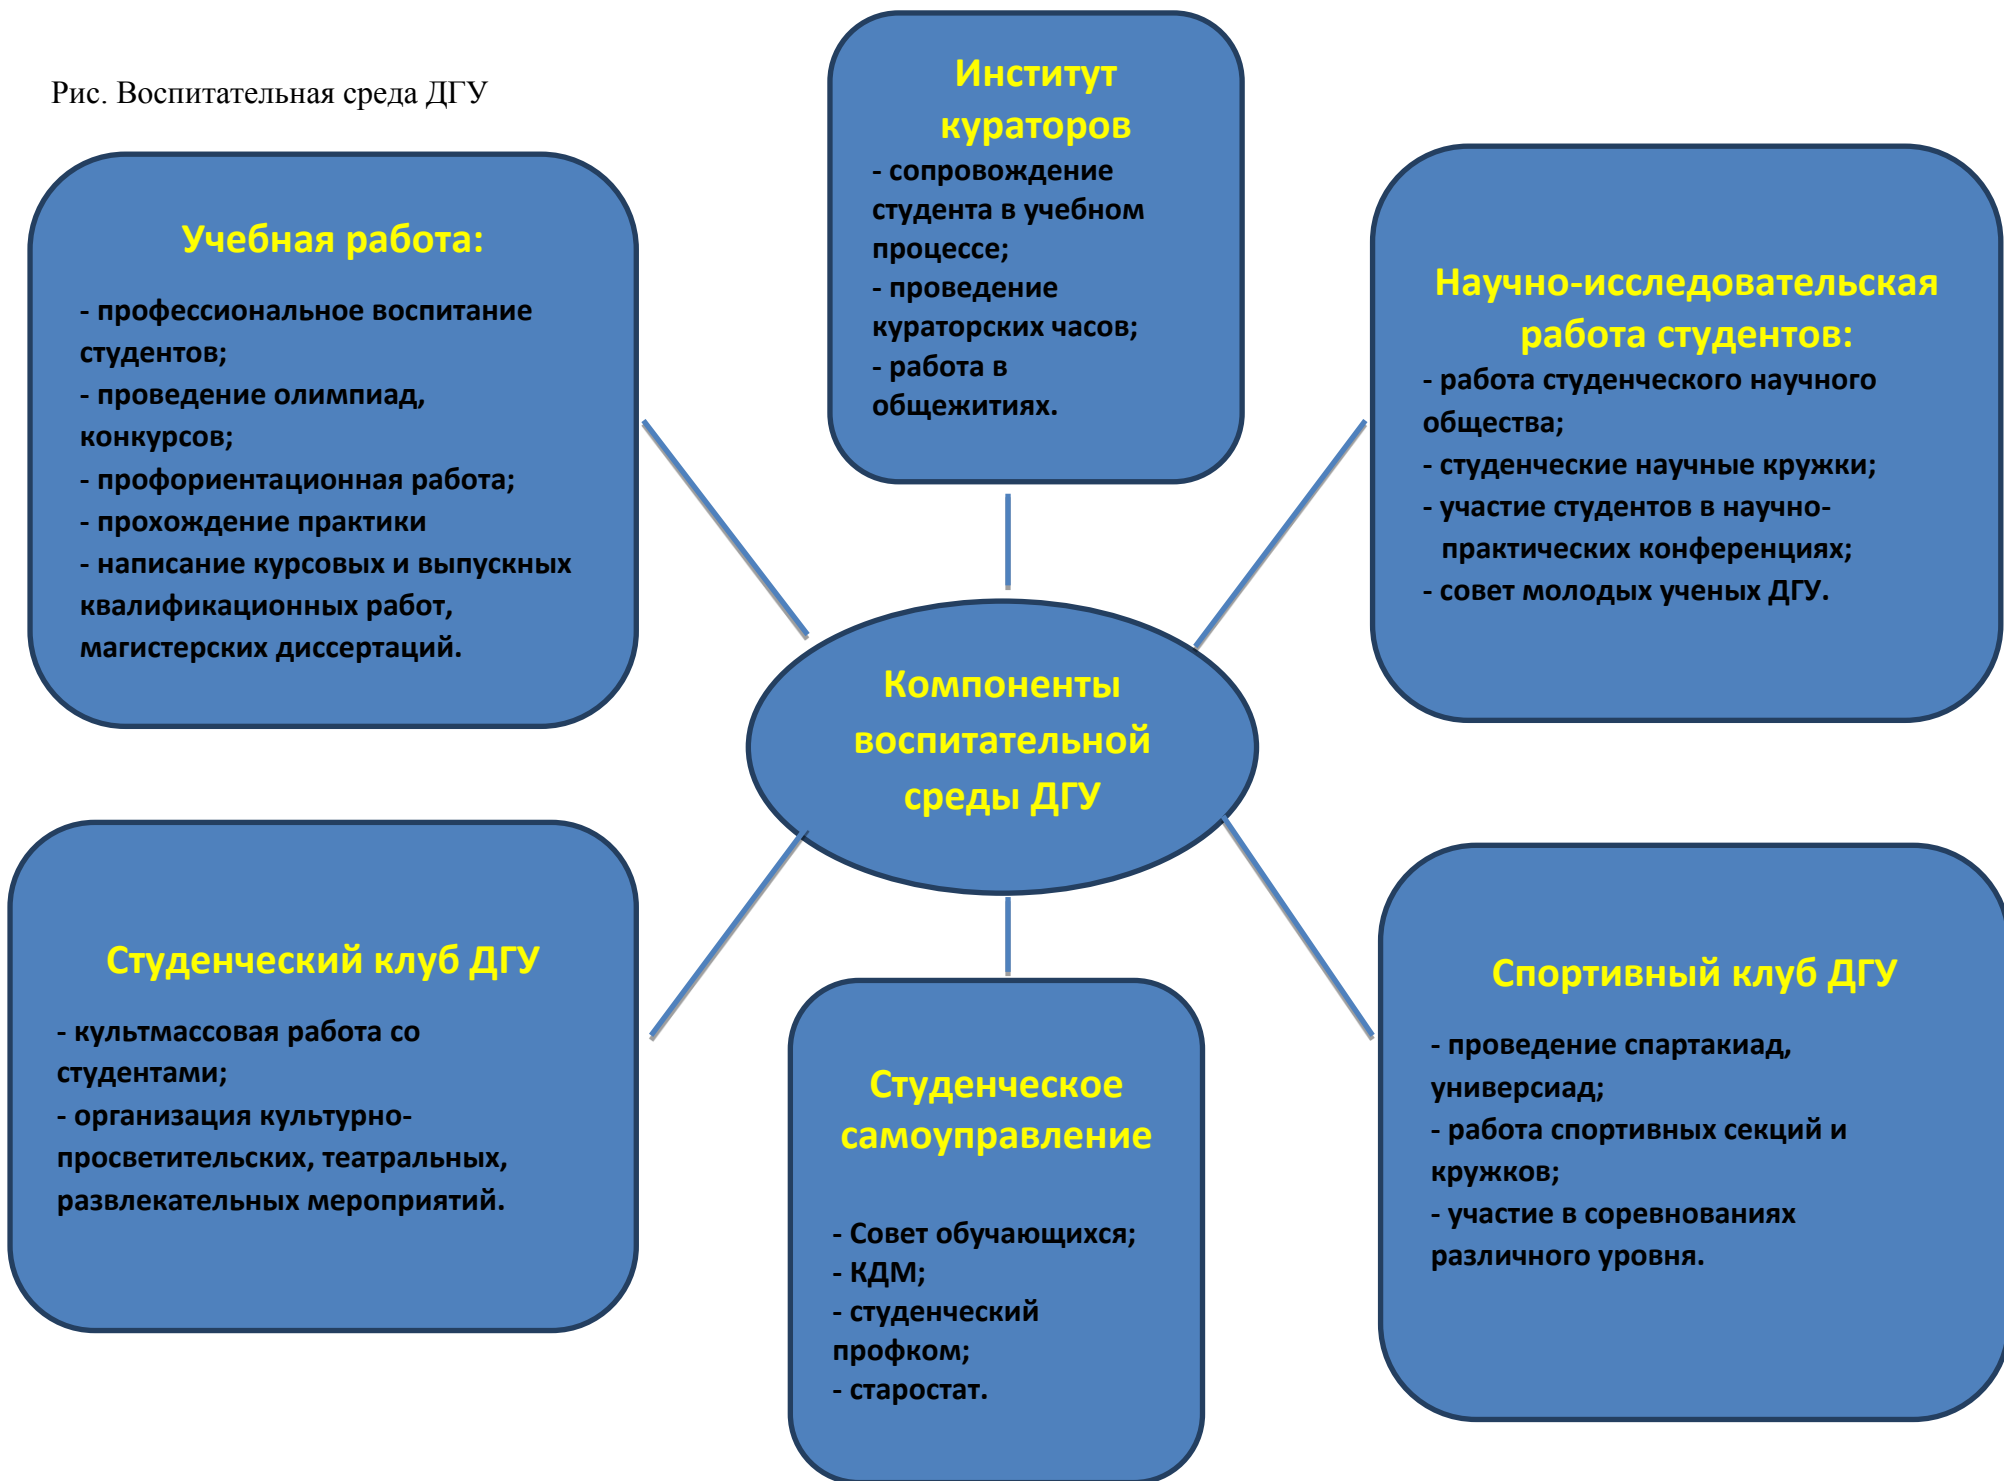 Рис. Воспитательная среда ДГУ
Институт
кураторов
- сопровождение
студента в учебном
процессе;
- проведение
кураторских часов;
- работа в
общежитиях.
Учебная работа:
- профессиональное воспитание
студентов;
- проведение олимпиад,
конкурсов;
- профориентационная работа;
- прохождение практики
- написание курсовых и выпускных
квалификационных работ,
магистерских диссертаций.
Научно-исследовательская
работа студентов:
- работа студенческого научного
общества;
- студенческие научные кружки;
- участие студентов в научно-
практических конференциях;
- совет молодых ученых ДГУ.
Компоненты
воспитательной
среды ДГУ
Студенческий клуб ДГУ
- культмассовая работа со
студентами;
- организация культурно-
просветительских, театральных,
развлекательных мероприятий.
Студенческое
самоуправление
- Совет обучающихся;
- КДМ;
- студенческий
профком;
- старостат.
Спортивный клуб ДГУ
- проведение спартакиад,
универсиад;
- работа спортивных секций и
кружков;
- участие в соревнованиях
различного уровня.